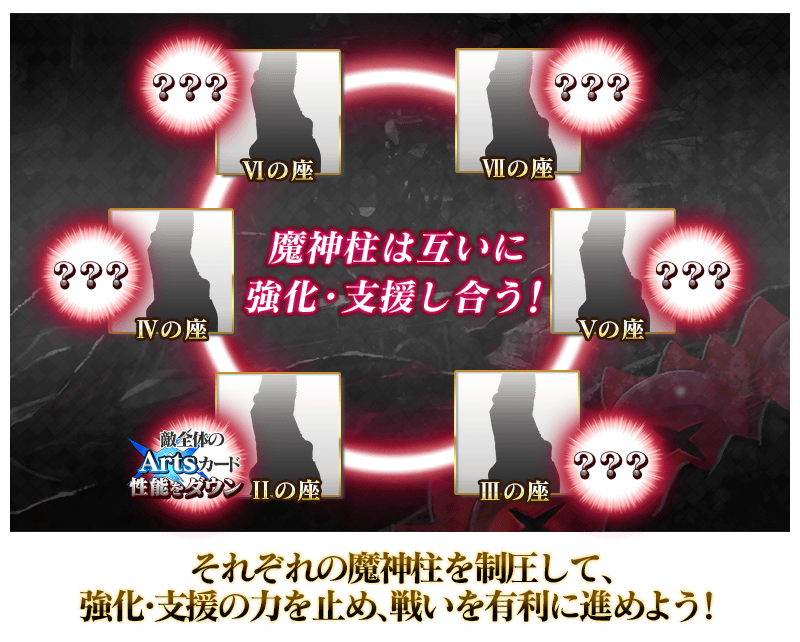 ???
???
Ⅵの座
Ⅶの座
魔神柱は互いに
強化・支援し合う!
???
???
Ⅳの座
Ⅴの座
敵全体の
Artsカード
性能をダウン
Ⅱの座
???
Ⅲの座
それぞれの魔神柱を制圧して、
強化・支援の力を止め、戦いを有利に進めよう!